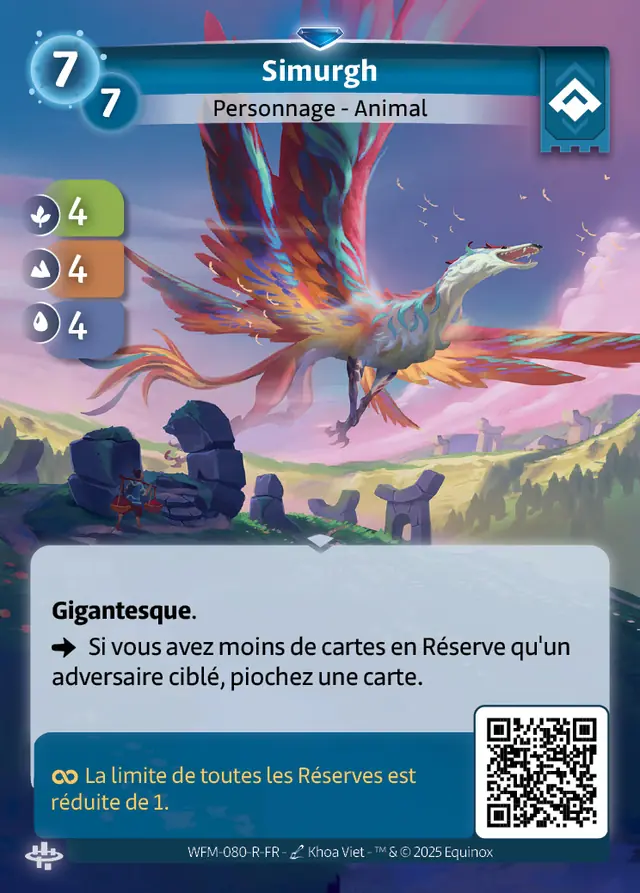 7
7
Simurgh
Personnage - Animal
4
4
4
Gigantesque.
Si vous avez moins de cartes en Réserve qu'un
adversaire ciblé, piochez une carte.
∞ La limite de toutes les Réserves est
réduite de 1.
WFM-080-R-FR - Khoa Viet - ™ & © 2025 Equinox